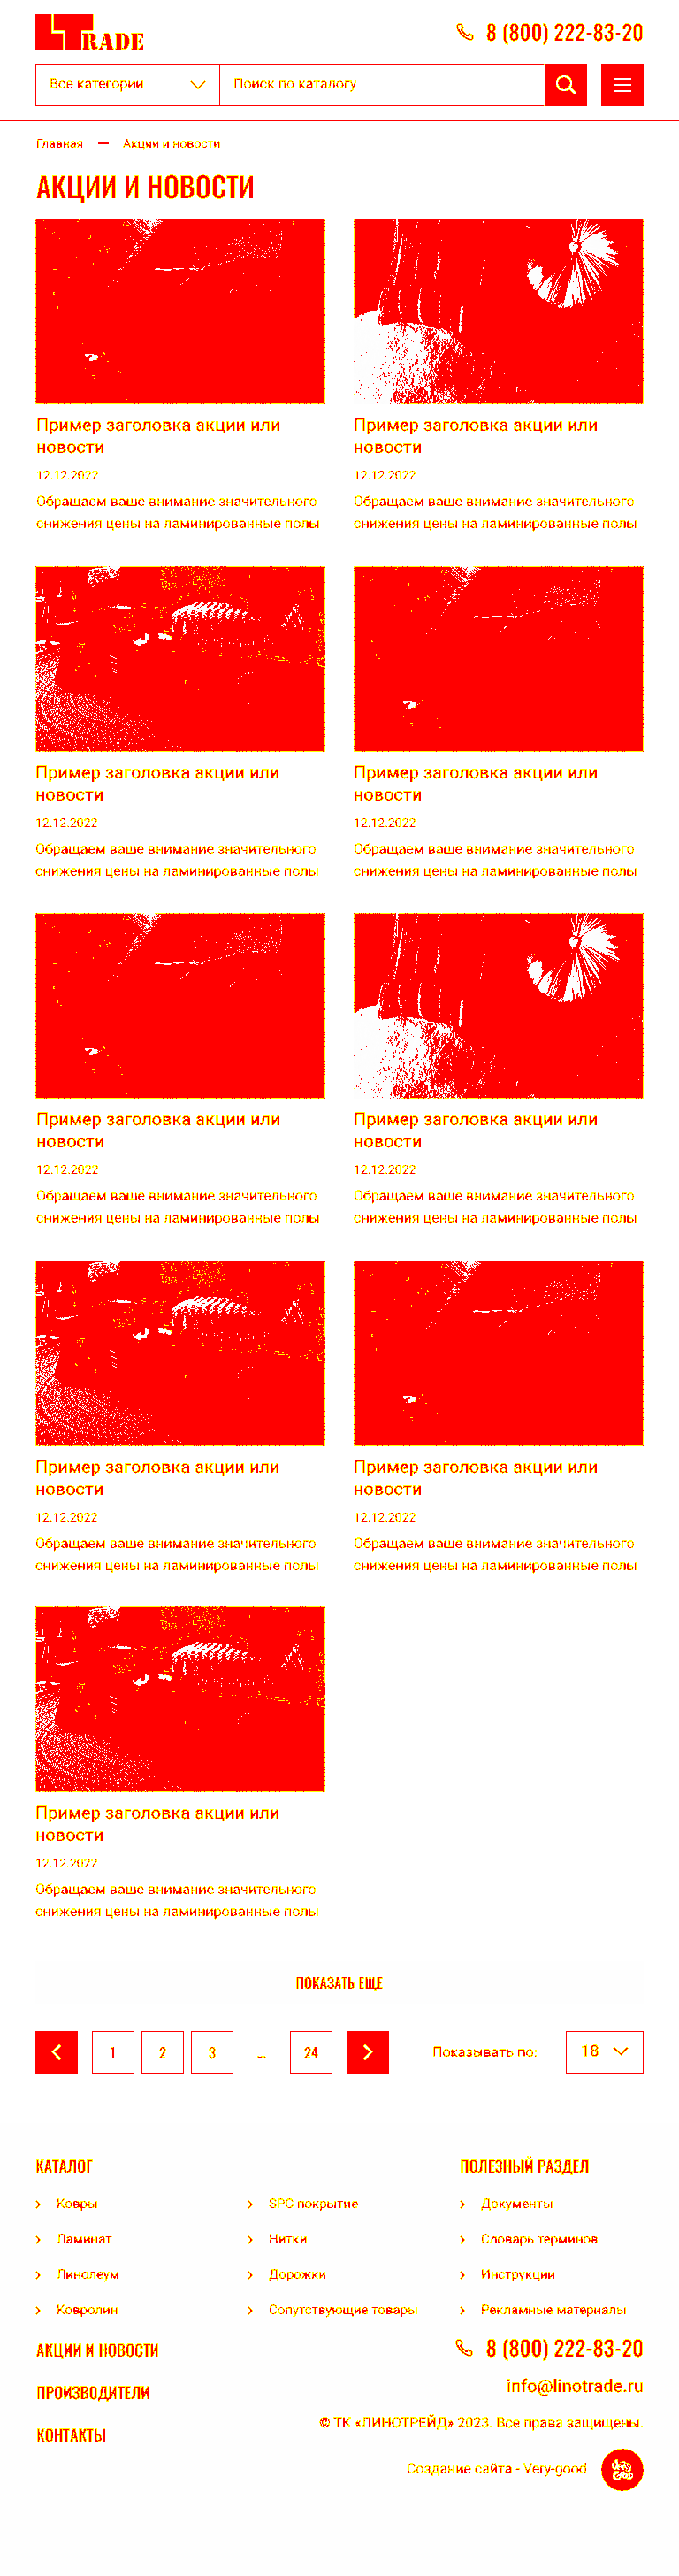 LTRADE
8 (800) 222-83-20
Все категории
Поиск по каталогу
Главная — Акции и новости
АКЦИИ И НОВОСТИ
Пример заголовка акции или
новости
12.12.2022
Обращаем ваше внимание значительного
снижения цены на ламинированные полы
Пример заголовка акции или
новости
12.12.2022
Обращаем ваше внимание значительного
снижения цены на ламинированные полы
Пример заголовка акции или
новости
12.12.2022
Обращаем ваше внимание значительного
снижения цены на ламинированные полы
Пример заголовка акции или
новости
12.12.2022
Обращаем ваше внимание значительного
снижения цены на ламинированные полы
Пример заголовка акции или
новости
12.12.2022
Обращаем ваше внимание значительного
снижения цены на ламинированные полы
Пример заголовка акции или
новости
12.12.2022
Обращаем ваше внимание значительного
снижения цены на ламинированные полы
Пример заголовка акции или
новости
12.12.2022
Обращаем ваше внимание значительного
снижения цены на ламинированные полы
Пример заголовка акции или
новости
12.12.2022
Обращаем ваше внимание значительного
снижения цены на ламинированные полы
Пример заголовка акции или
новости
12.12.2022
Обращаем ваше внимание значительного
снижения цены на ламинированные полы
ПОКАЗАТЬ ЕЩЕ
1 2 3 ... 24
Показывать по: 18
КАТАЛОГ
Ковры
Ламинат
Линолеум
Ковролин
SPC покрытие
Нитки
Дорожки
Сопутствующие товары
ПОЛЕЗНЫЙ РАЗДЕЛ
Документы
Словарь терминов
Инструкции
Рекламные материалы
АКЦИИ И НОВОСТИ
ПРОИЗВОДИТЕЛИ
КОНТАКТЫ
8 (800) 222-83-20
info@linotrade.ru
© ТК «ЛИНОТРЕЙД» 2023. Все права защищены.
Создание сайта - Very-good